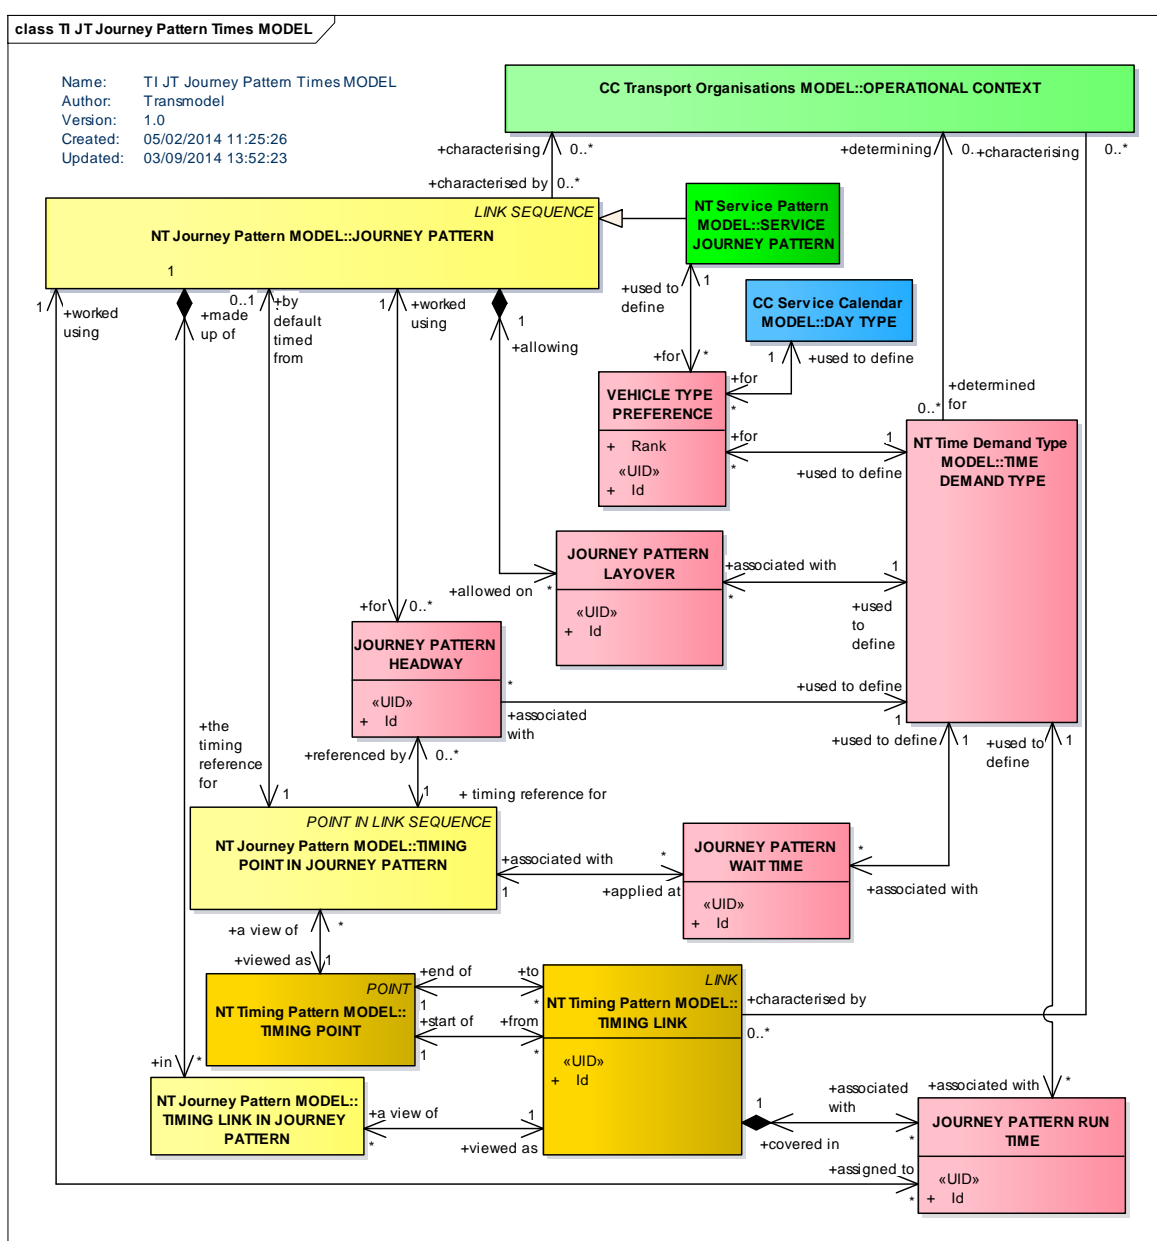 class TI JT Journey Pattern Times MODEL
Name: TI JT Journey Pattern Times MODEL
Author: Transmodel
Version: 1.0
Created: 05/02/2014 11:25:26
Updated: 03/09/2014 13:52:23
CC Transport Organisations MODEL::OPERATIONAL CONTEXT
+characterising
0..*
+determining
0..
+characterising
0..*
+characterised by
0..*
LINK SEQUENCE
NT Journey Pattern MODEL::JOURNEY PATTERN
1
NT Service Pattern
MODEL::SERVICE
JOURNEY PATTERN
1
+worked
using
+made
up of
0..1
+by
default
timed
from
1
+worked
using
1
+allowing
+used to
define
1
CC Service Calendar
MODEL::DAY TYPE
1
+used to define
+for
*
VEHICLE TYPE
PREFERENCE
+ Rank
«UID»
+ Id
+for
*
+for
*
1
+used to define
+determined
for
0..*
NT Time Demand Type
MODEL::TIME
DEMAND TYPE
JOURNEY PATTERN
LAYOVER
«UID»
+ Id
+allowed on
*
+associated with
*
1
+used
to
define
+for
0..*
JOURNEY PATTERN
HEADWAY
«UID»
+ Id
*
+associated
with
+used to define
1
+referenced by
0..*
+the
timing
reference
for
1
1
+ timing reference for
+used to define
1
+used to
define
1
POINT IN LINK SEQUENCE
NT Journey Pattern MODEL::TIMING
POINT IN JOURNEY PATTERN
+associated with
1
*
+applied at
JOURNEY PATTERN
WAIT TIME
«UID»
+ Id
*
+associated with
+a view of
*
+viewed as
1
POINT
NT Timing Pattern MODEL::
TIMING POINT
+end of
1
+to
*
+start of
1
+from
*
LINK
NT Timing Pattern MODEL::
TIMING LINK
«UID»
+ Id
+characterised by
0..*
+in
*
NT Journey Pattern MODEL::
TIMING LINK IN JOURNEY
PATTERN
+a view of
*
1
+viewed as
1
+covered in
+associated
with
*
+associated with
*
JOURNEY PATTERN RUN
TIME
«UID»
+ Id
+assigned to
*